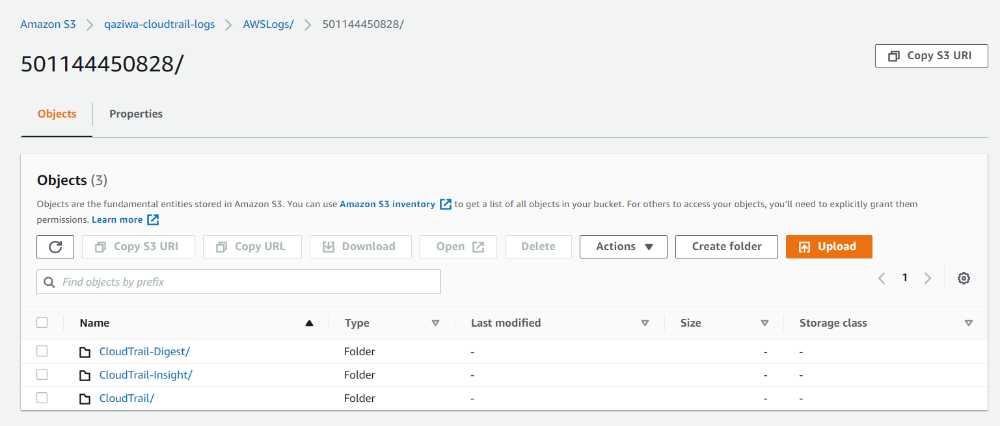 Amazon S3 > qaziwa-cloudtrail-logs > AWSLogs/ > 501144450828/
501144450828/
Copy S3 URI
Objects
Properties
Objects (3)
Objects are the fundamental entities stored in Amazon S3. You can use Amazon S3 inventory to get a list of all objects in your bucket. For others to access your objects, you’ll need to explicitly grant them
permissions. Learn more
Copy S3 URI Copy URL Download Open Delete Actions Create folder Upload
Find objects by prefix
1
Name Type Last modified Size Storage class
CloudTrail-Digest/ Folder - - -
CloudTrail-Insight/ Folder - - -
CloudTrail/ Folder - - -